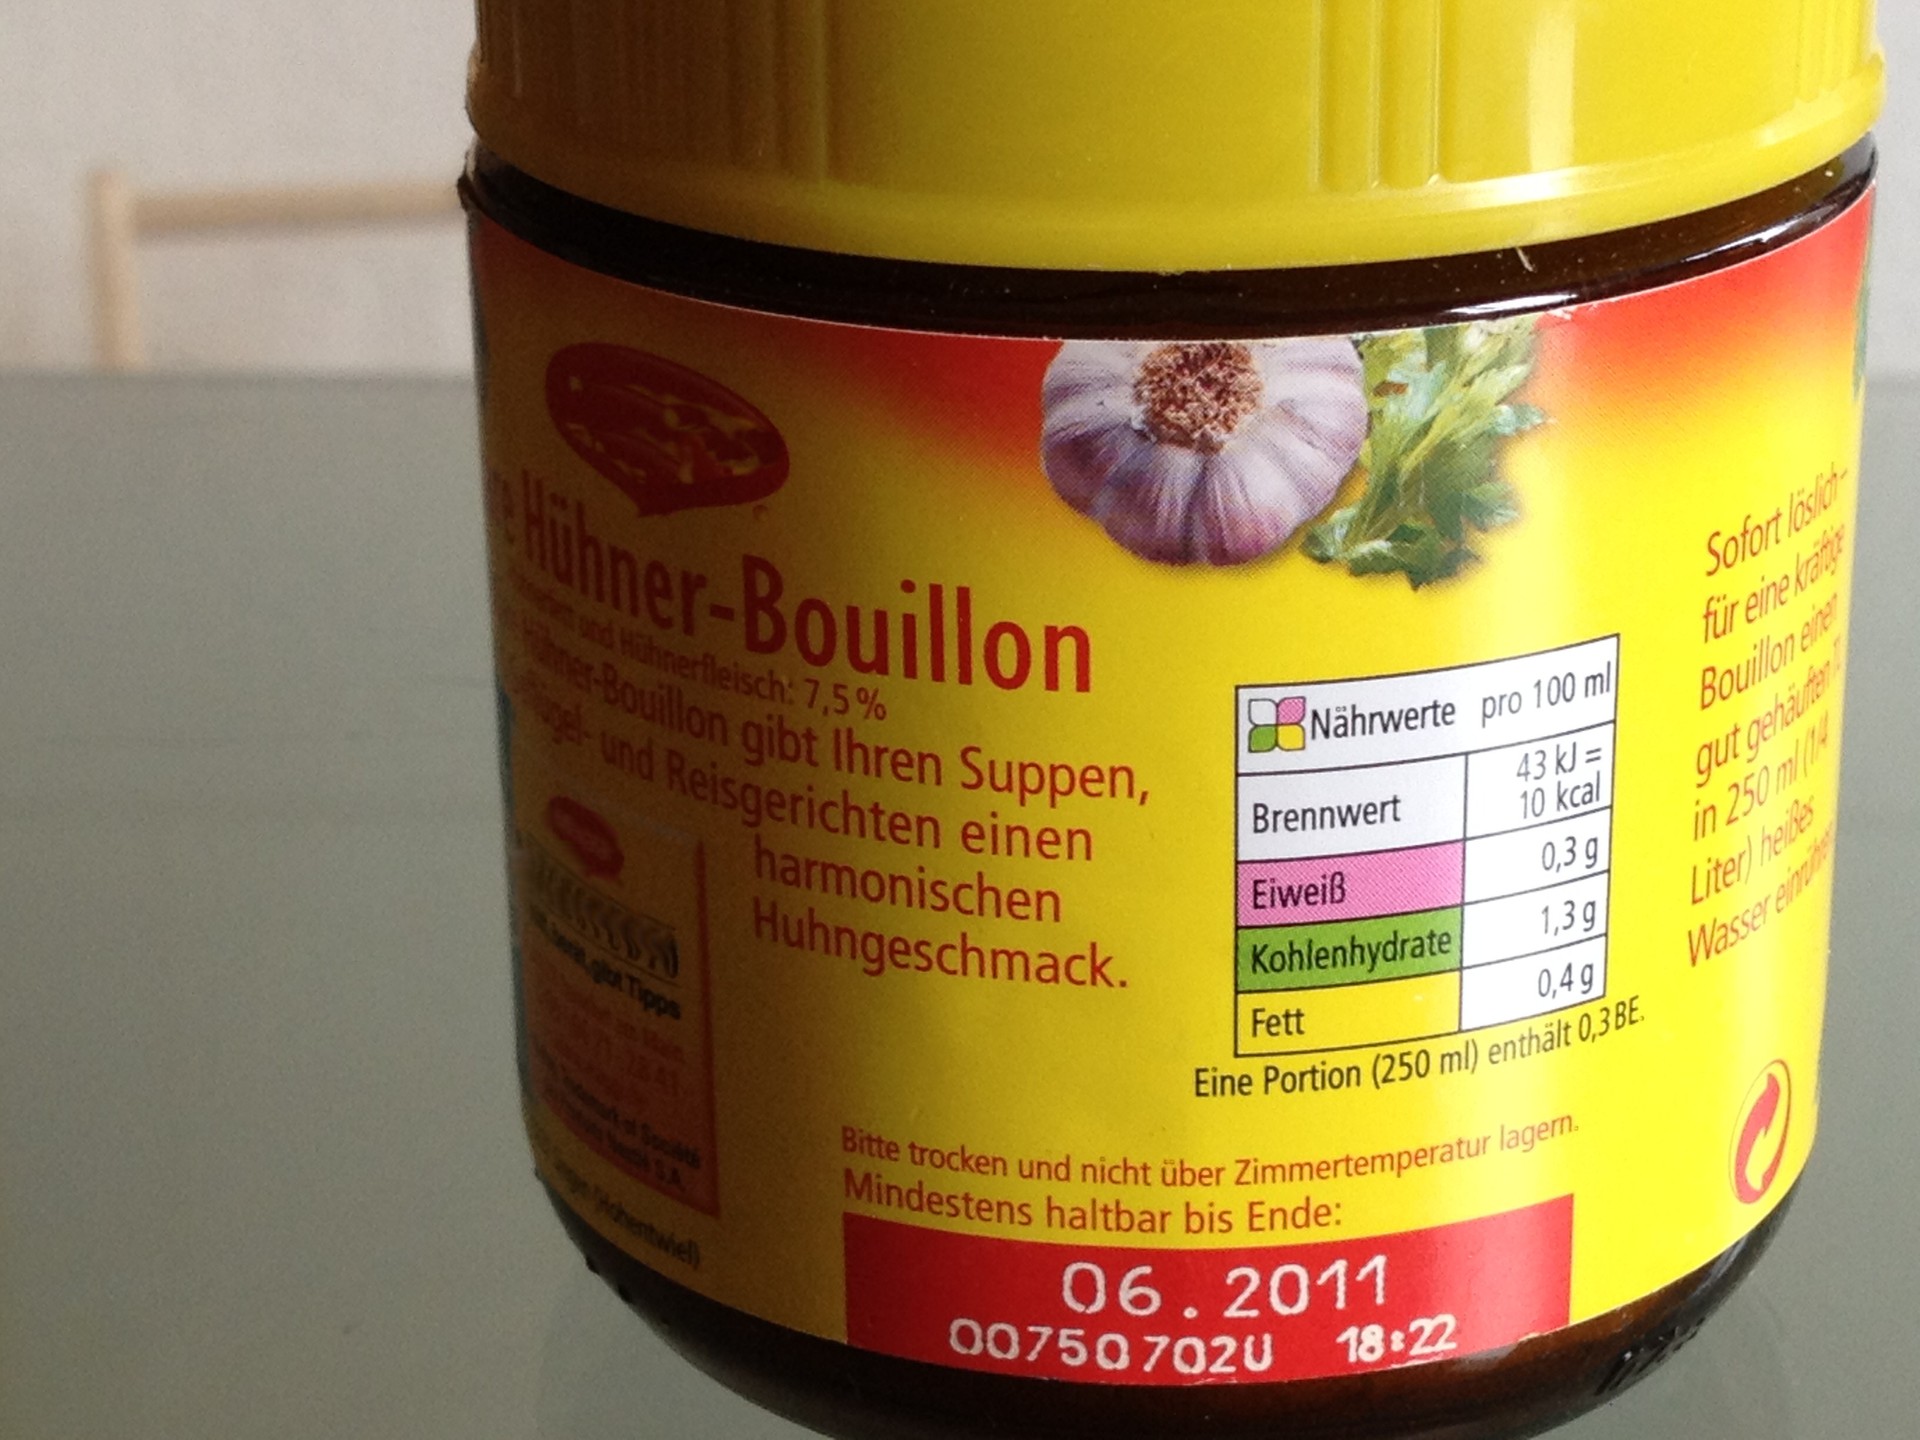 Hühner-Bouillon
und Hühnerfleisch: 7,5%
Hühner-Bouillon gibt Ihren Suppen,
und Reisgerichten einen
harmonischen
Huhngeschmack.
gibt Tipps
Nährwerte pro 100 ml
Brennwert 43 kJ =
10 kcal
Eiweiß 0,3 g
Kohlenhydrate 1,3 g
Fett 0,4 g
Eine Portion (250 ml) enthält 0,3 BE.
Sofort löslich –
für eine kräftige
Bouillon einen
gut gehäuften
in 250 ml (1/4
Liter) heißes
Wasser
Bitte trocken und nicht über Zimmertemperatur lagern.
Mindestens haltbar bis Ende:
06.2011
00750702U 18:22